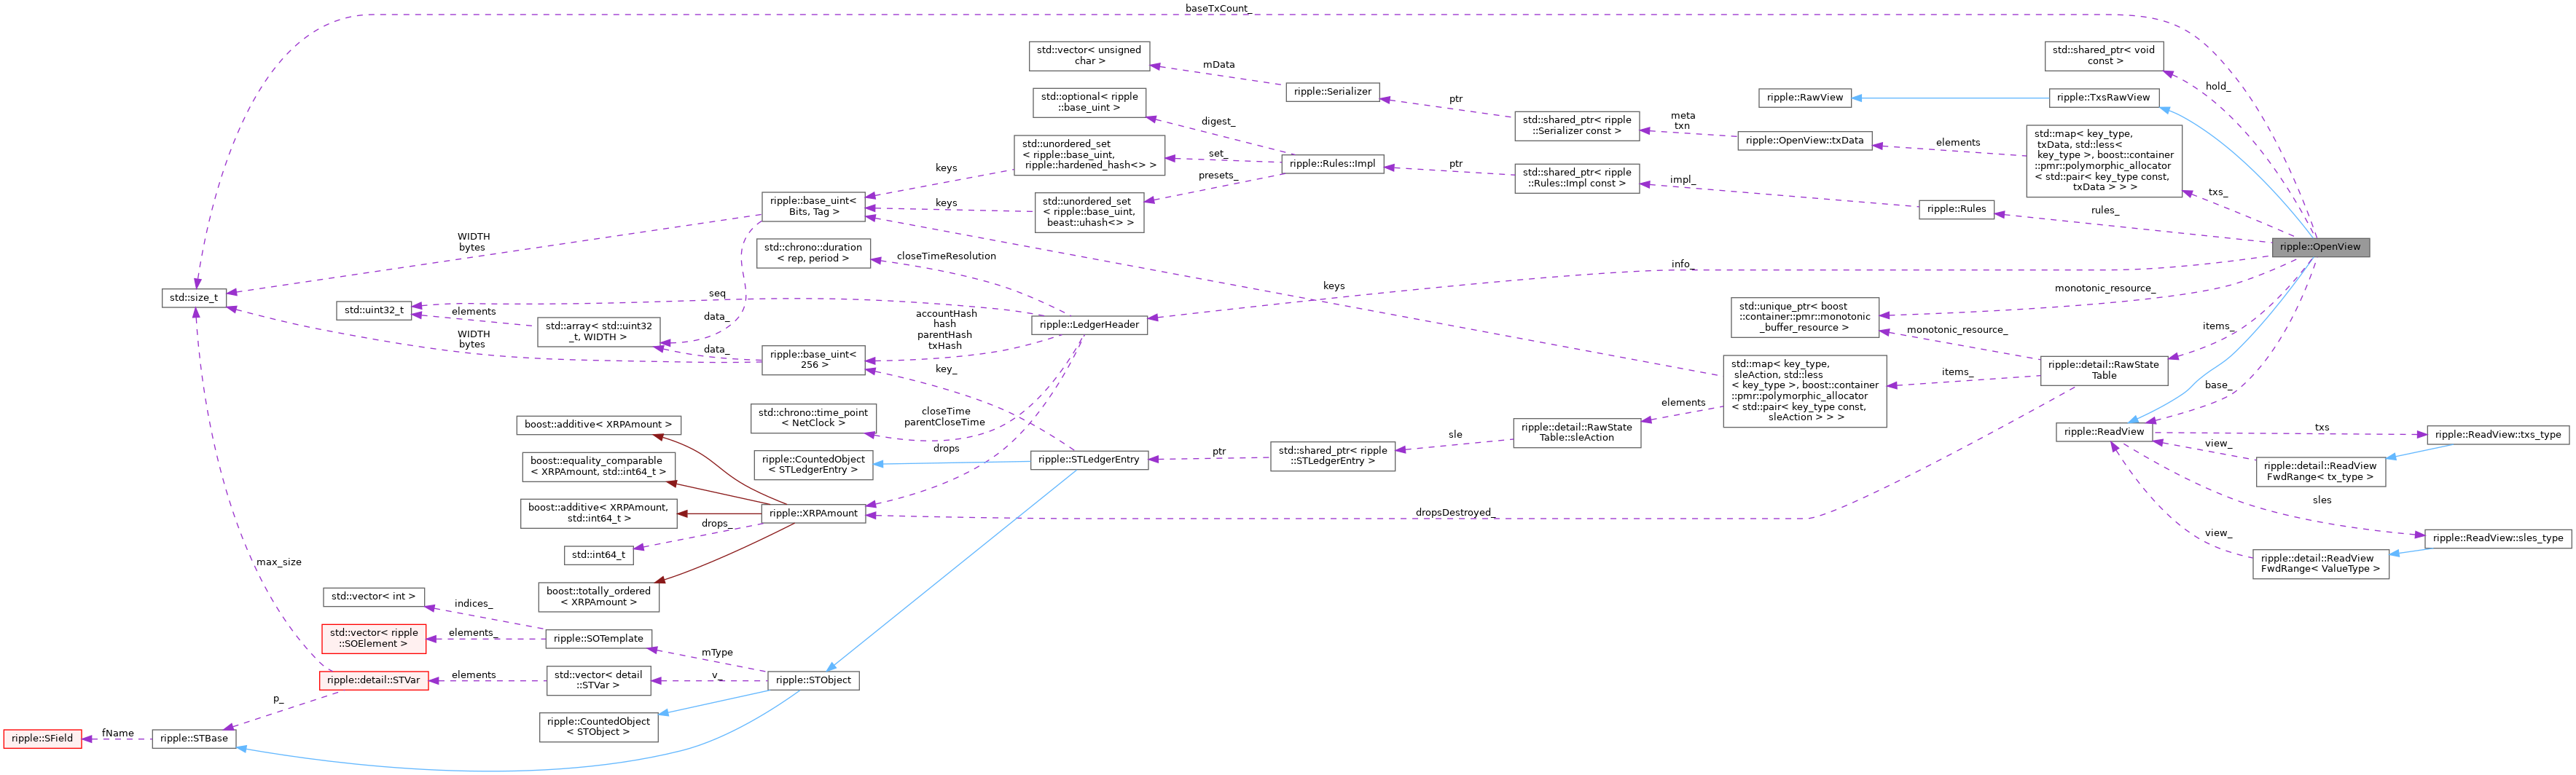 baseTxCount_
std::vector< unsigned
char >
std::shared_ptr< void
const >
mData
hold_
ripple::Serializer
std::optional< ripple
::base_uint >
ptr
ripple::RawView
ripple::TxsRawView
digest_
std::shared_ptr< ripple
::Serializer const >
meta
txn
ripple::OpenView::txData
elements
std::map< key_type,
txData, std::less<
key_type >, boost::container
::pmr::polymorphic_allocator
< std::pair< key_type const,
txData > > >
std::unordered_set
< ripple::base_uint,
ripple::hardened_hash<> >
set_
ripple::Rules::Impl
ptr
std::shared_ptr< ripple
::Rules::Impl const >
impl_
keys
presets_
txs_
ripple::base_uint<
Bits, Tag >
keys
std::unordered_set
< ripple::base_uint,
beast::uhash<> >
ripple::Rules
rules_
ripple::OpenView
WIDTH
bytes
std::chrono::duration
< rep, period >
closeTimeResolution
info_
keys
monotonic_resource_
std::size_t
std::uint32_t
seq
elements
data_
std::array< std::uint32
_t, WIDTH >
accountHash
hash
parentHash
txHash
ripple::LedgerHeader
std::unique_ptr< boost
::container::pmr::monotonic
_buffer_resource >
monotonic_resource_
items_
WIDTH
bytes
data_
ripple::base_uint<
256 >
key_
std::map< key_type,
sleAction, std::less
< key_type >, boost::container
::pmr::polymorphic_allocator
< std::pair< key_type const,
sleAction > > >
items_
ripple::detail::RawState
Table
base_
boost::additive< XRPAmount >
std::chrono::time_point
< NetClock >
closeTime
parentCloseTime
elements
ripple::detail::RawState
Table::sleAction
sle
ripple::ReadView
txs
ripple::ReadView::txs_type
view_
boost::equality_comparable
< XRPAmount, std::int64_t >
ripple::CountedObject
< STLedgerEntry >
drops
ripple::STLedgerEntry
ptr
std::shared_ptr< ripple
::STLedgerEntry >
ripple::detail::ReadView
FwdRange< tx_type >
boost::additive< XRPAmount,
std::int64_t >
ripple::XRPAmount
dropsDestroyed_
sles
drops_
std::int64_t
view_
ripple::ReadView::sles_type
ripple::detail::ReadView
FwdRange< ValueType >
max_size
boost::totally_ordered
< XRPAmount >
std::vector< int >
indices_
std::vector< ripple
::SOElement >
elements_
ripple::SOTemplate
mType
ripple::detail::STVar
elements
std::vector< detail
::STVar >
v_
ripple::STObject
p_
ripple::CountedObject
< STObject >
ripple::SField
fName
ripple::STBase